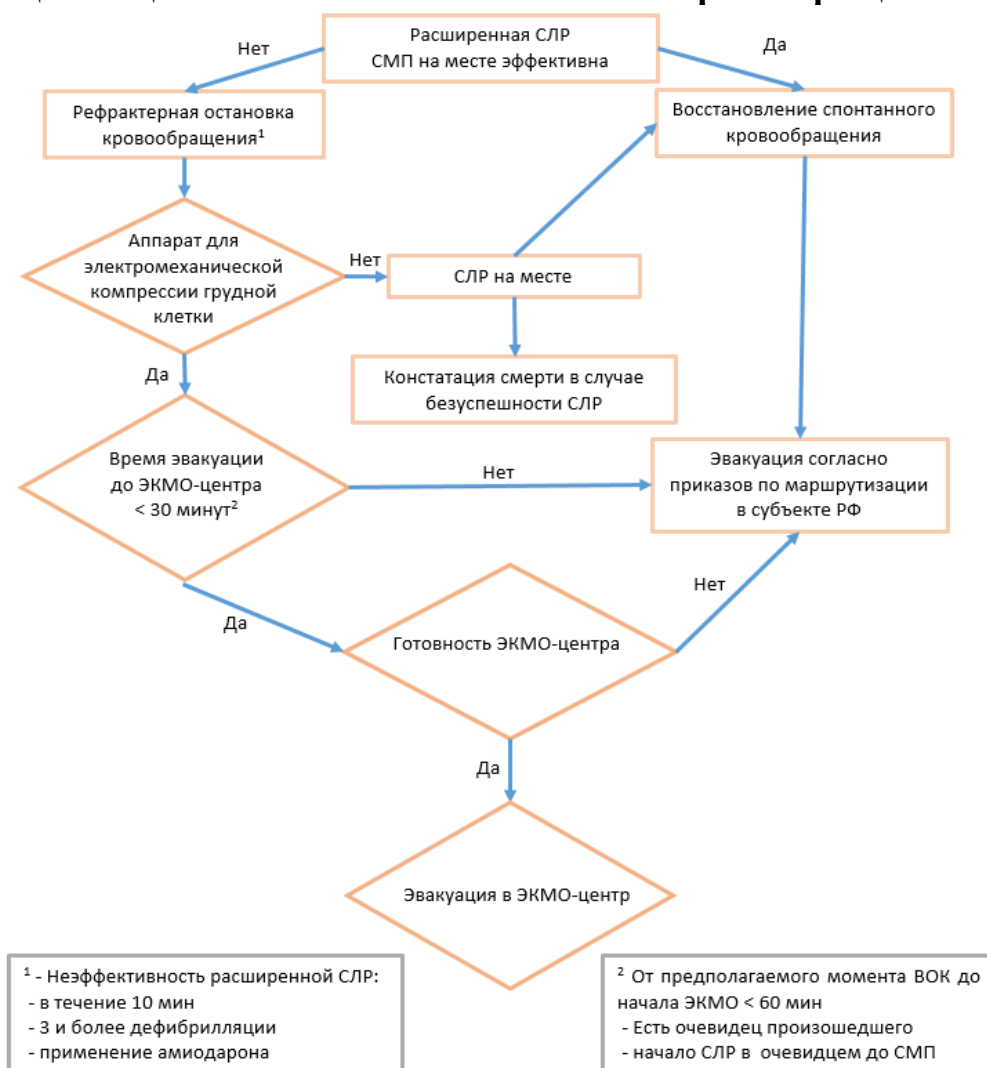 Расширенная СЛР
СМП на месте эффективна
Нет
Да
Рефрактерная остановка
кровообращения¹
Восстановление спонтанного
кровообращения
Аппарат для
электромеханической
компрессии грудной
клетки
Нет
СЛР на месте
Да
Констатация смерти в случае
безуспешности СЛР
Время эвакуации
до ЭКМО-центра
< 30 минут²
Нет
Эвакуация согласно
приказов по маршрутизации
в субъекте РФ
Да
Готовность ЭКМО-центра
Нет
Да
Эвакуация в ЭКМО-центр
¹ - Неэффективность расширенной СЛР:
- в течение 10 мин
- 3 и более дефибрилляции
- применение амиодарона
² От предполагаемого момента ВОК до
начала ЭКМО < 60 мин
- Есть очевидец произошедшего
- начало СЛР в очевидцем до СМП